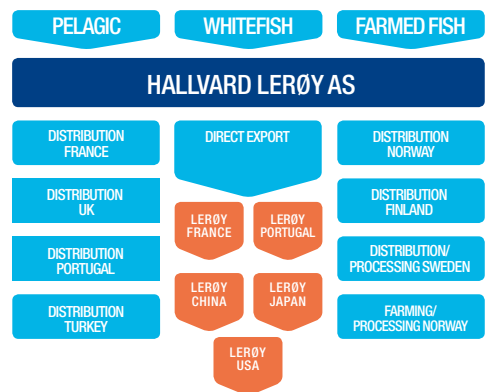 PELAGIC
WHITEFISH
FARMED FISH
HALLVARD LERØY AS
DISTRIBUTION
FRANCE
DIRECT EXPORT
DISTRIBUTION
NORWAY
DISTRIBUTION
UK
LERØY
FRANCE
LERØY
PORTUGAL
DISTRIBUTION
FINLAND
DISTRIBUTION
PORTUGAL
LERØY
CHINA
LERØY
JAPAN
DISTRIBUTION/
PROCESSING SWEDEN
DISTRIBUTION
TURKEY
LERØY
USA
FARMING/
PROCESSING NORWAY